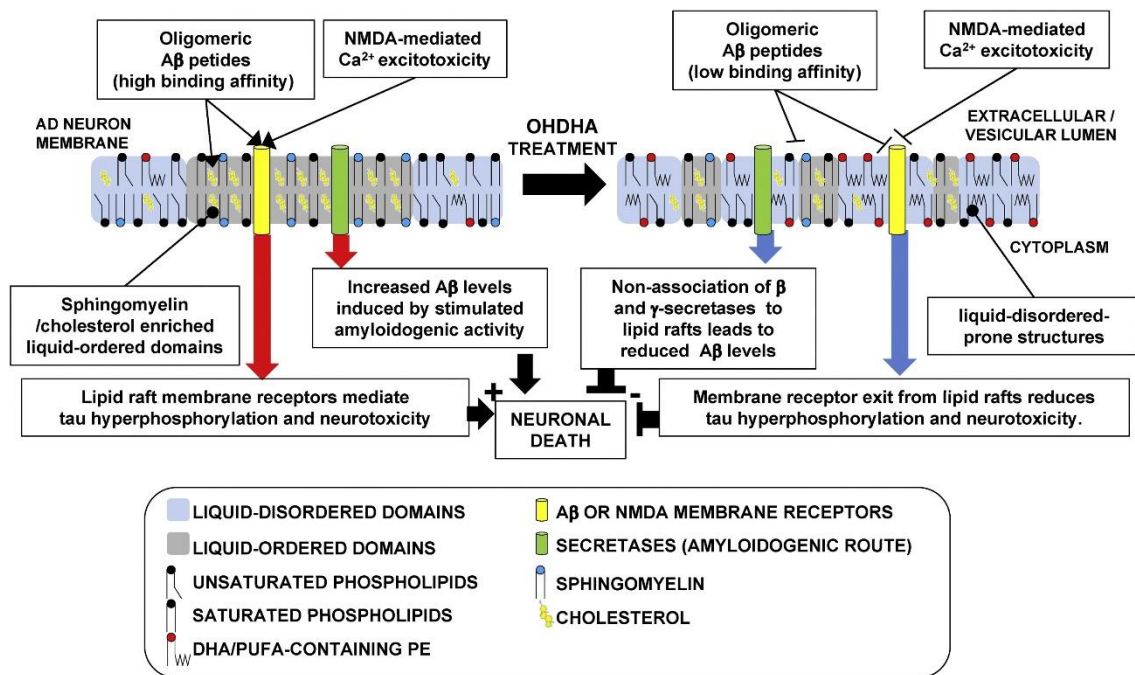 Oligomeric
Aβ petides
(high binding affinity)
NMDA-mediated
Ca²⁺ excitotoxicity
AD NEURON
MEMBRANE
OHDHA
TREATMENT
Oligomeric
Aβ peptides
(low binding affinity)
NMDA-mediated
Ca²⁺ excitotoxicity
EXTRACELLULAR /
VESICULAR LUMEN
CYTOPLASM
Sphingomyelin
/cholesterol enriched
liquid-ordered domains
Increased Aβ levels
induced by stimulated
amyloidogenic activity
Non-association of β
and γ-secretases to
lipid rafts leads to
reduced Aβ levels
liquid-disordered-
prone structures
Lipid raft membrane receptors mediate
tau hyperphosphorylation and neurotoxicity
+
NEURONAL
DEATH
-
Membrane receptor exit from lipid rafts reduces
tau hyperphosphorylation and neurotoxicity.
LIQUID-DISORDERED DOMAINS
LIQUID-ORDERED DOMAINS
UNSATURATED PHOSPHOLIPIDS
SATURATED PHOSPHOLIPIDS
DHA/PUFA-CONTAINING PE
Aβ OR NMDA MEMBRANE RECEPTORS
SECRETASES (AMYLOIDOGENIC ROUTE)
SPHINGOMYELIN
CHOLESTEROL